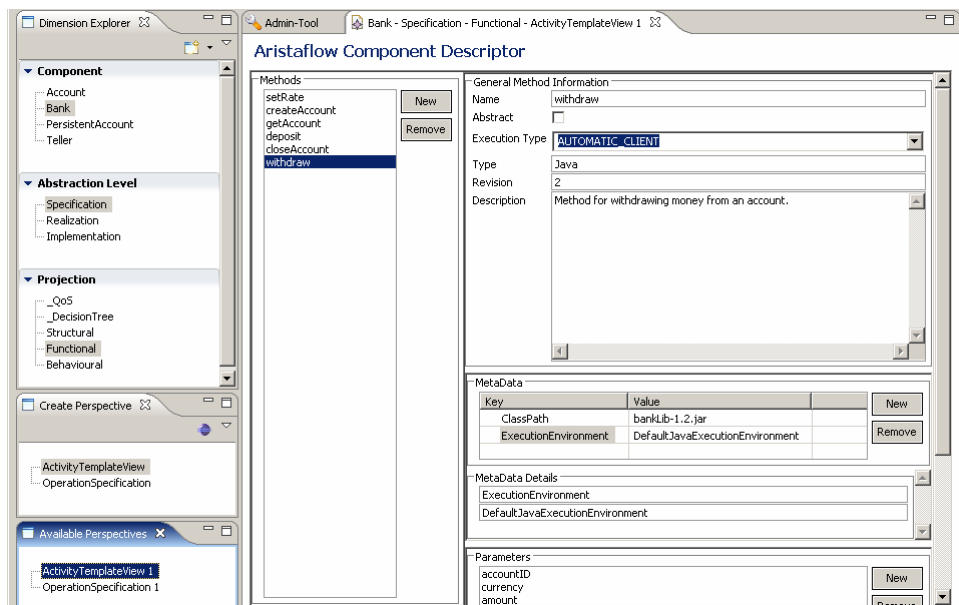 Dimension Explorer
Component
Account
Bank
PersistentAccount
Teller
Abstraction Level
Specification
Realization
Implementation
Projection
_QoS
_DecisionTree
Structural
Functional
Behavioural
Create Perspective
ActivityTemplateView
OperationSpecification
Available Perspectives
ActivityTemplateView 1
OperationSpecification 1
Admin-Tool
Bank - Specification - Functional - ActivityTemplateView 1
Aristaflow Component Descriptor
Methods
setRate
createAccount
getAccount
deposit
closeAccount
withdraw
New
Remove
General Method Information
Name withdraw
Abstract
Execution Type AUTOMATIC_CLIENT
Type Java
Revision 2
Description Method for withdrawing money from an account.
MetaData
Key Value
ClassPath bankLib-1.2.jar
ExecutionEnvironment DefaultJavaExecutionEnvironment
New
Remove
MetaData Details
ExecutionEnvironment
DefaultJavaExecutionEnvironment
Parameters
accountID
currency
amount
New
Remove